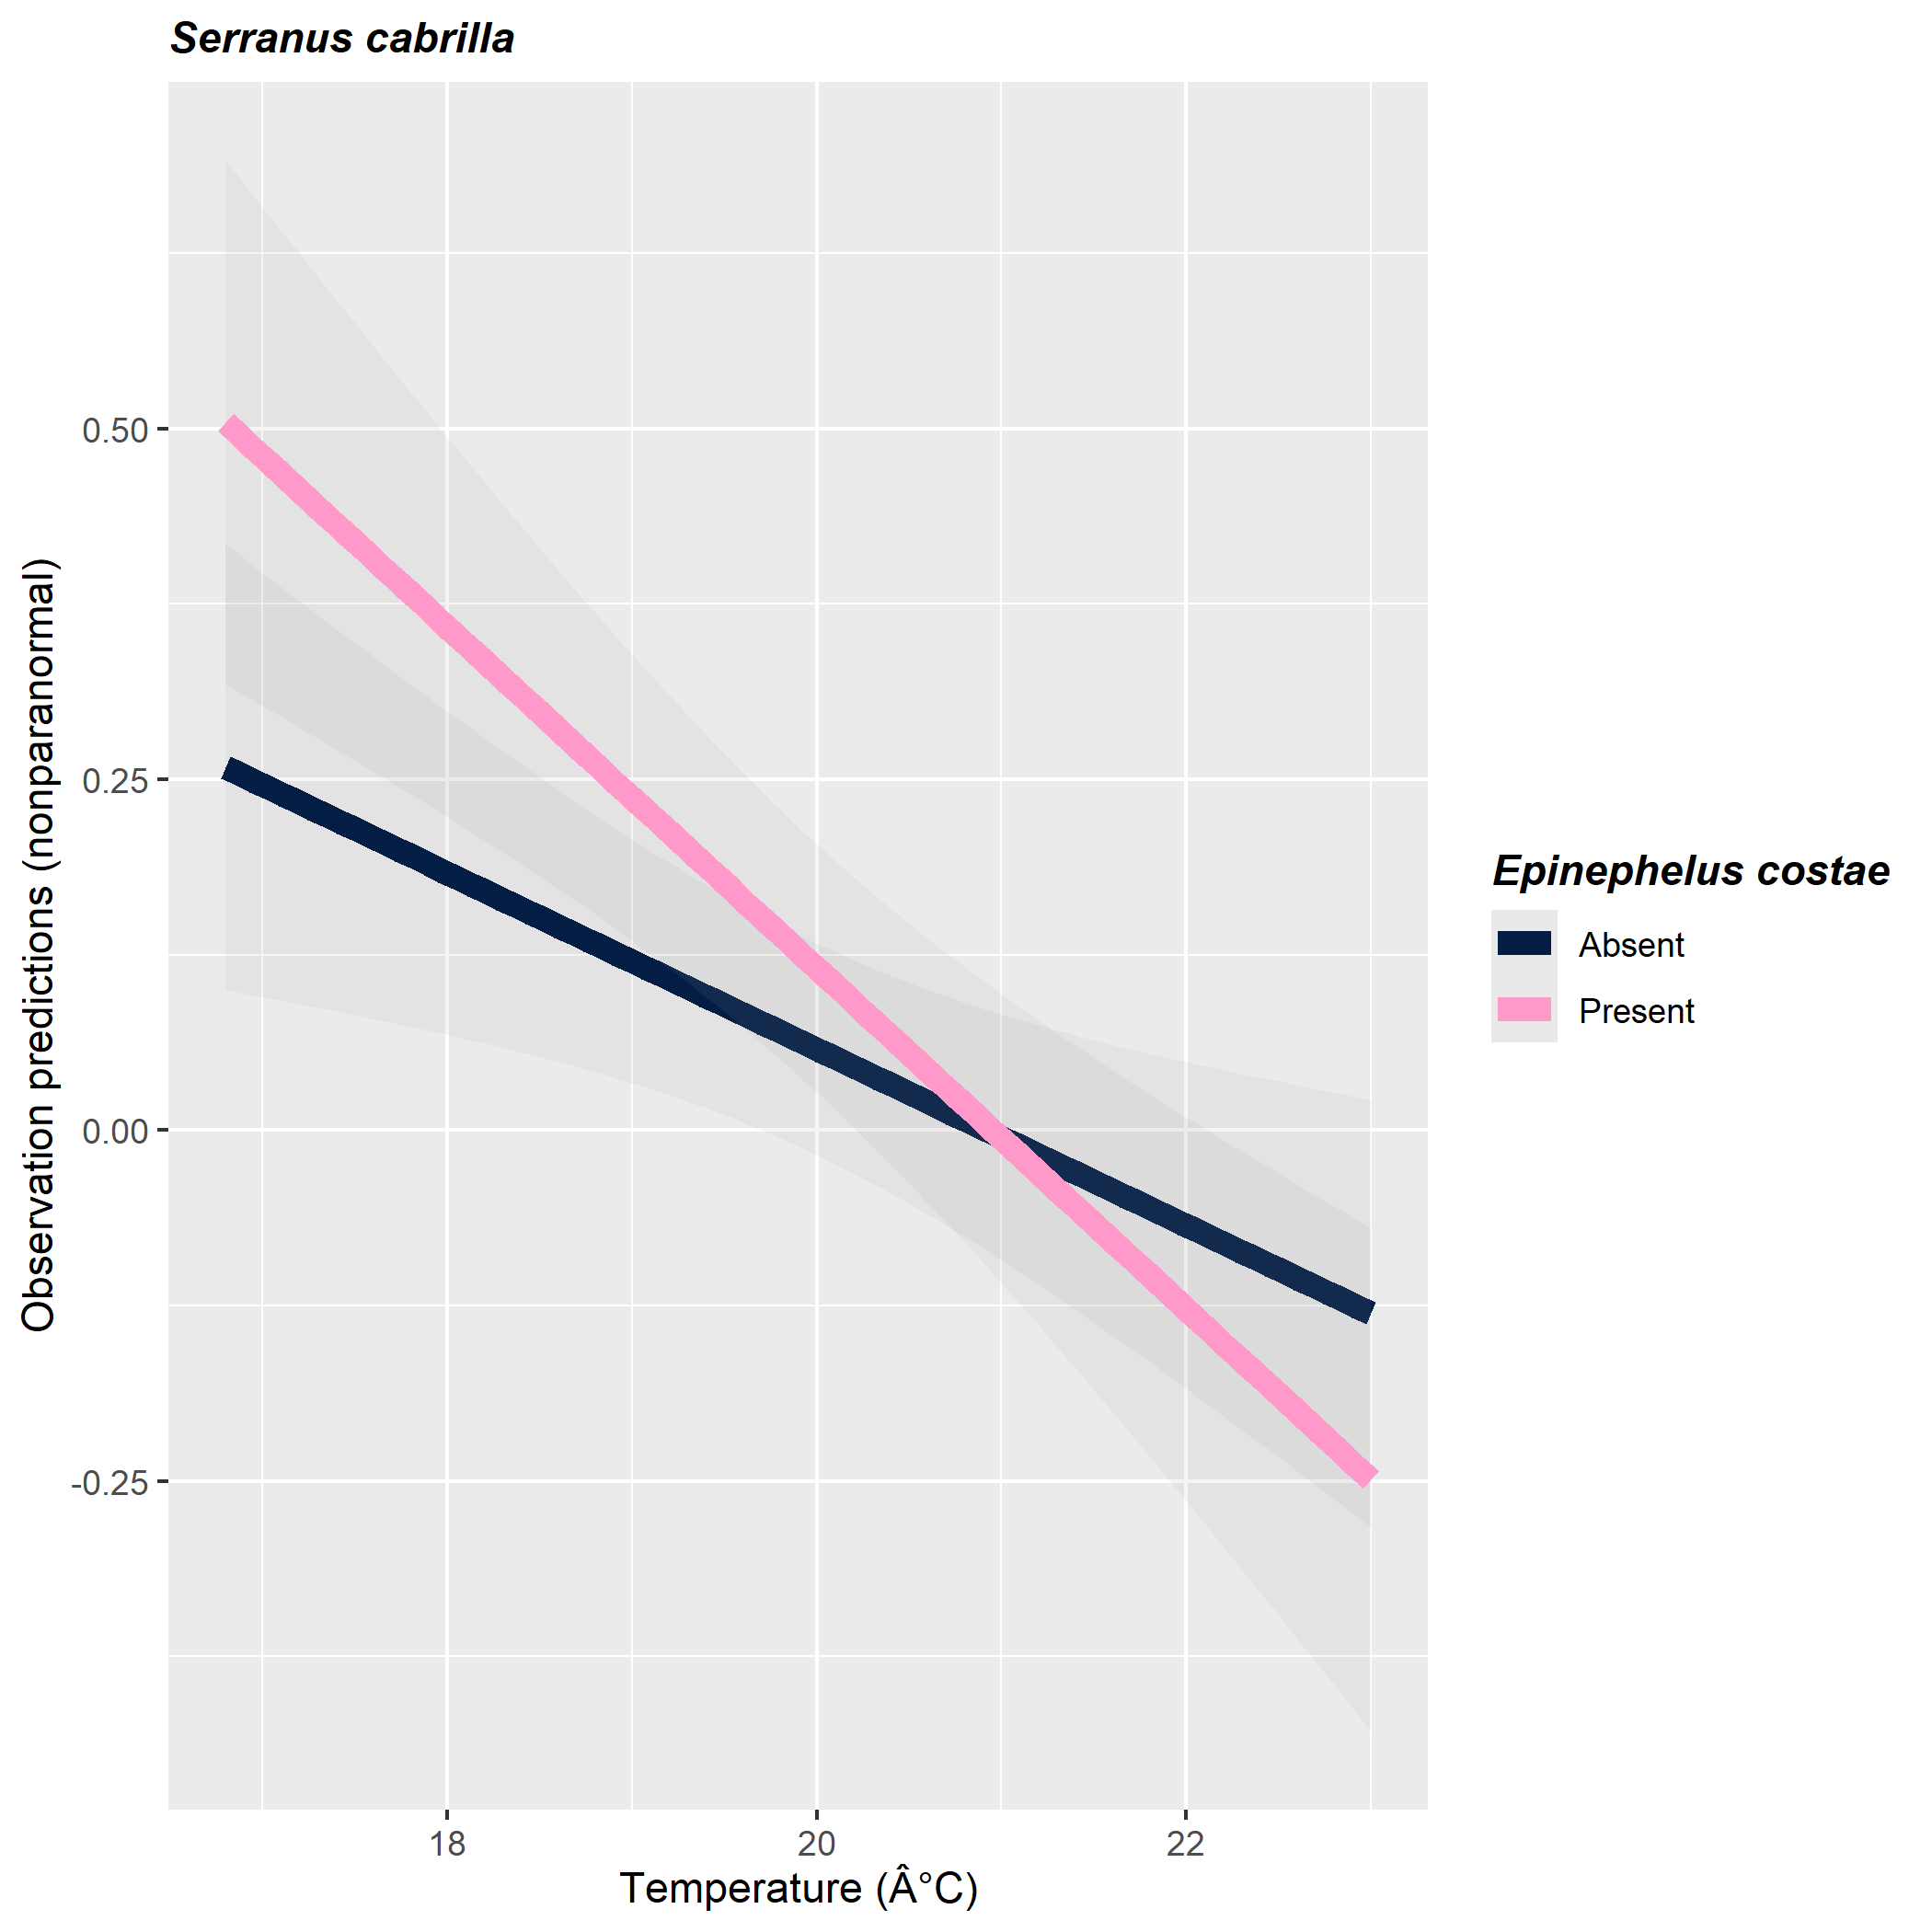 Serranus cabrilla
Observation predictions (nonparanormal)
0.50
0.25
0.00
-0.25
18
20
22
Temperature (Â°C)
Epinephelus costae
Absent
Present